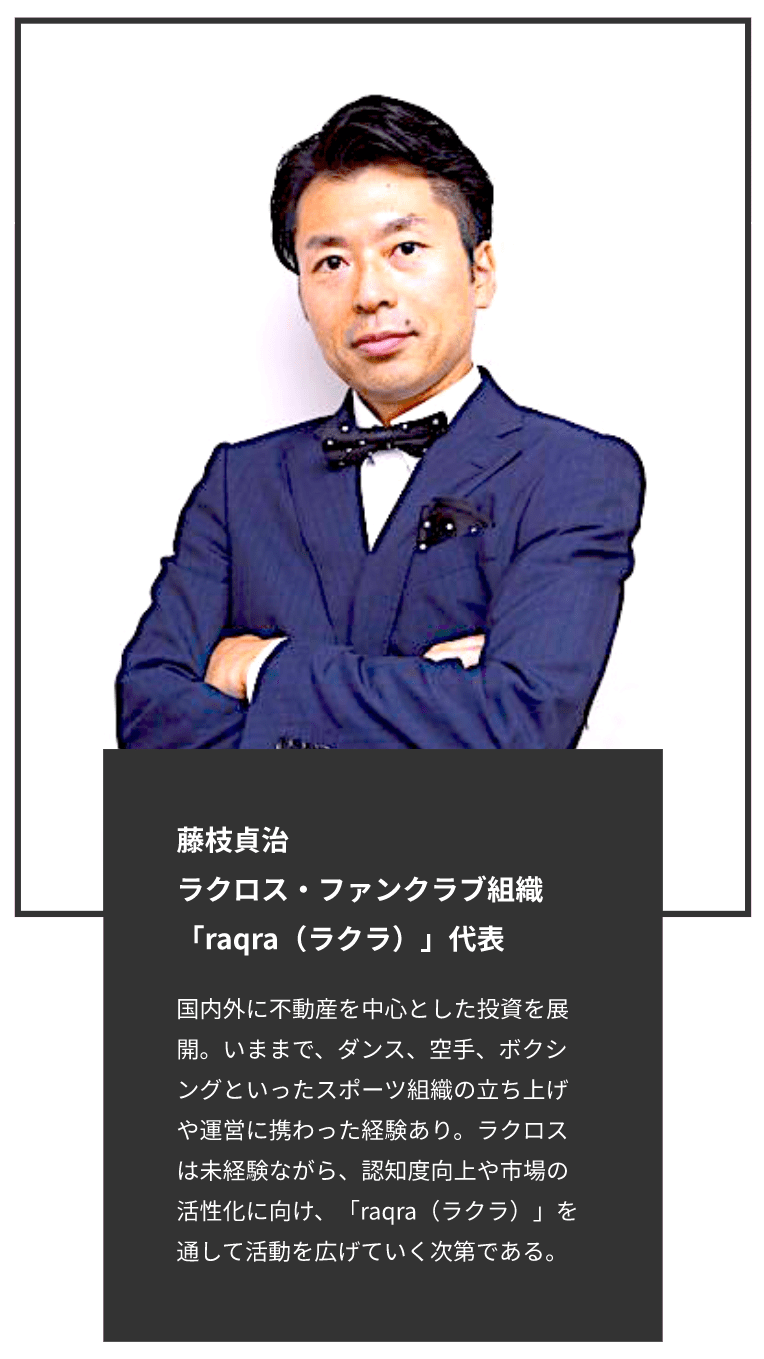 藤枝貞治
ラクロス・ファンクラブ組織
「raqra（ラクラ）」代表
国内外に不動産を中心とした投資を展
開。いままで、ダンス、空手、ボクシ
ングといったスポーツ組織の立ち上げ
や運営に携わった経験あり。ラクロス
は未経験ながら、認知度向上や市場の
活性化に向け、「raqra（ラクラ）」を
通して活動を広げていく次第である。